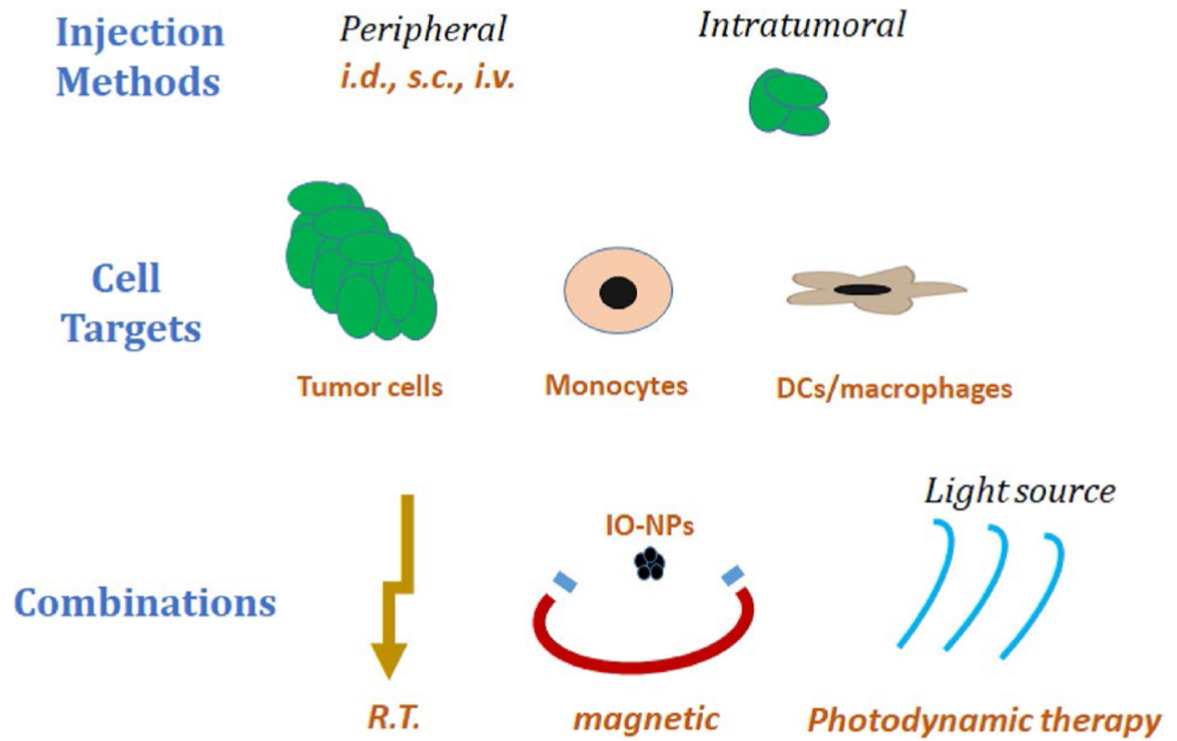 Injection
Methods
Peripheral
i.d., s.c., i.v.
Intratumoral
Cell
Targets
Tumor cells
Monocytes
DCs/macrophages
Combinations
R.T.
IO-NPs
magnetic
Light source
Photodynamic therapy